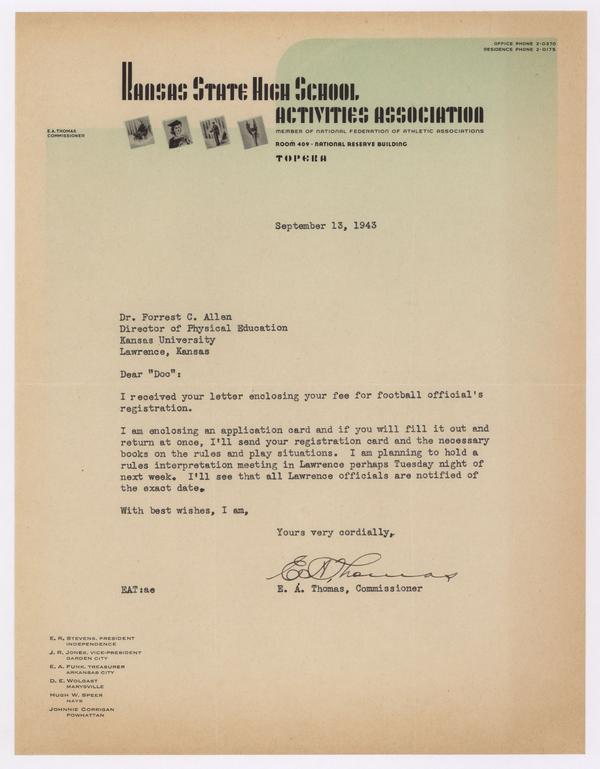 OFFICE PHONE 2-0370
RESIDENCE PHONE 2-0175
KANSAS STATE HIGH SCHOOL
ACTIVITIES ASSOCIATION
E.A. THOMAS
COMMISSIONER
MEMBER OF NATIONAL FEDERATION OF ATHLETIC ASSOCIATIONS
ROOM 409 - NATIONAL RESERVE BUILDING
TOPEKA
September 13, 1943
Dr. Forrest C. Allen
Director of Physical Education
Kansas University
Lawrence, Kansas
Dear "Doc":
I received your letter enclosing your fee for football official's
registration.
I am enclosing an application card and if you will fill it out and
return at once, I'll send your registration card and the necessary
books on the rules and play situations. I am planning to hold a
rules interpretation meeting in Lawrence perhaps Tuesday night of
next week. I'll see that all Lawrence officials are notified of
the exact date.
With best wishes, I am,
Yours very cordially,
E A Thomas
EAT:ae E. A. Thomas, Commissioner
E. R. STEVENS, PRESIDENT
INDEPENDENCE
J. R. JONES, VICE-PRESIDENT
GARDEN CITY
E. A. FUNK, TREASURER
ARKANSAS CITY
D. E. WOLGAST
MARYSVILLE
HUGH W. SPEER
HAYS
JOHNNIE CORRIGAN
POWHATTAN